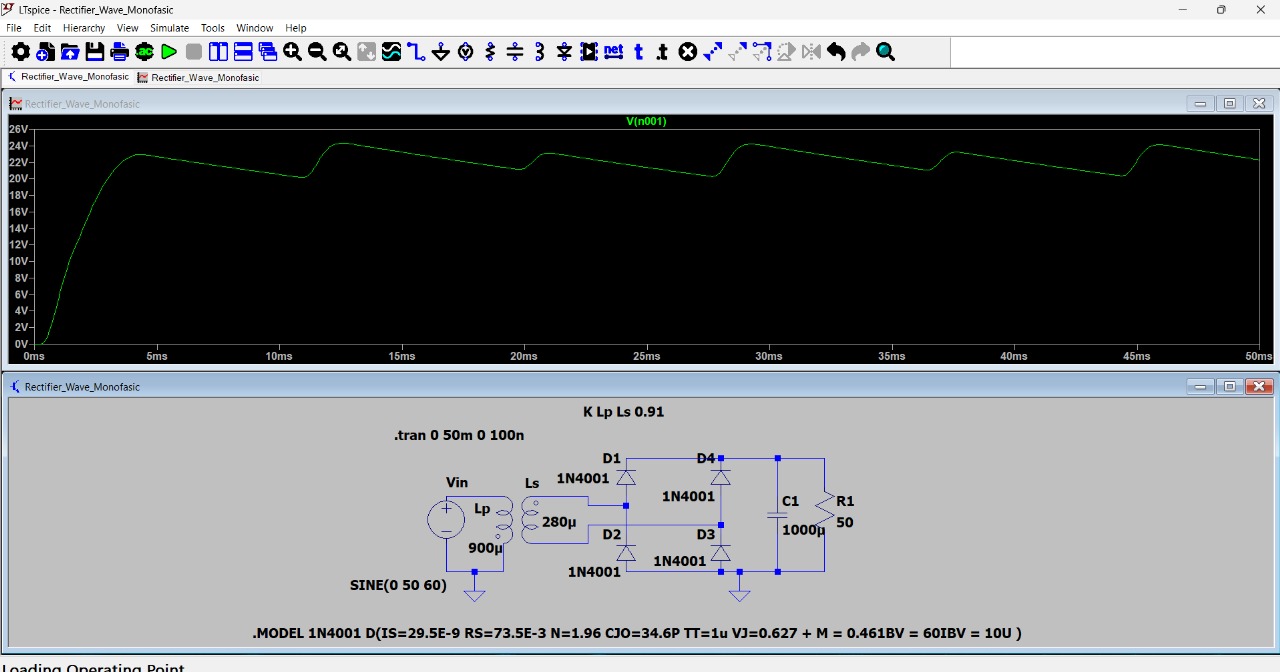 LTspice - Rectifier_Wave_Monofasic
File Edit Hierarchy View Simulate Tools Window Help
.ac net t .t
Rectifier_Wave_Monofasic Rectifier_Wave_Monofasic
Rectifier_Wave_Monofasic
V(n001)
26V
24V
22V
20V
18V
16V
14V
12V
10V
8V
6V
4V
2V
0V
0ms 5ms 10ms 15ms 20ms 25ms 30ms 35ms 40ms 45ms 50ms
Rectifier_Wave_Monofasic
K Lp Ls 0.91
.tran 0 50m 0 100n
D1 D4
Vin Ls 1N4001
1N4001
Lp C1 R1
280µ 50
1000µ
D2 D3
900µ
1N4001
1N4001
SINE(0 50 60)
.MODEL 1N4001 D(IS=29.5E-9 RS=73.5E-3 N=1.96 CJO=34.6P TT=1u VJ=0.627 + M = 0.461BV = 60IBV = 10U )
Loading Operating Point